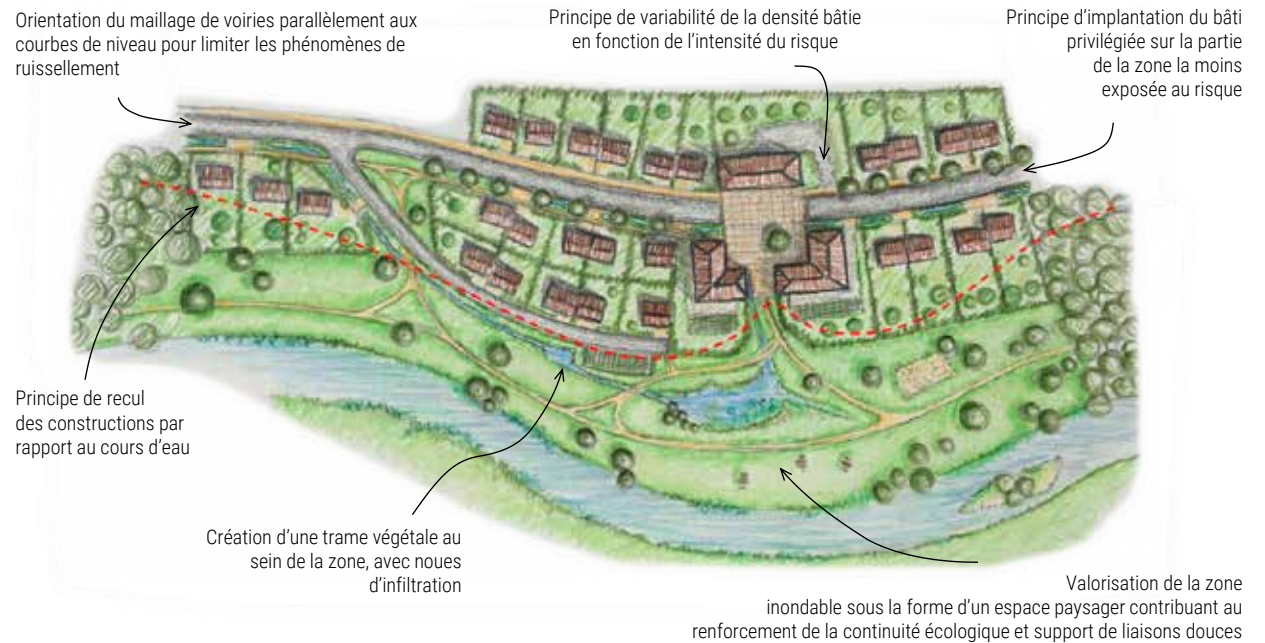 Orientation du maillage de voiries parallèlement aux
courbes de niveau pour limiter les phénomènes de
ruissellement
Principe de variabilité de la densité bâtie
en fonction de l'intensité du risque
Principe d'implantation du bâti
privilégiée sur la partie
de la zone la moins
exposée au risque
Principe de recul
des constructions par
rapport au cours d'eau
Création d'une trame végétale au
sein de la zone, avec noues
d'infiltration
Valorisation de la zone
inondable sous la forme d'un espace paysager contribuant au
renforcement de la continuité écologique et support de liaisons douces